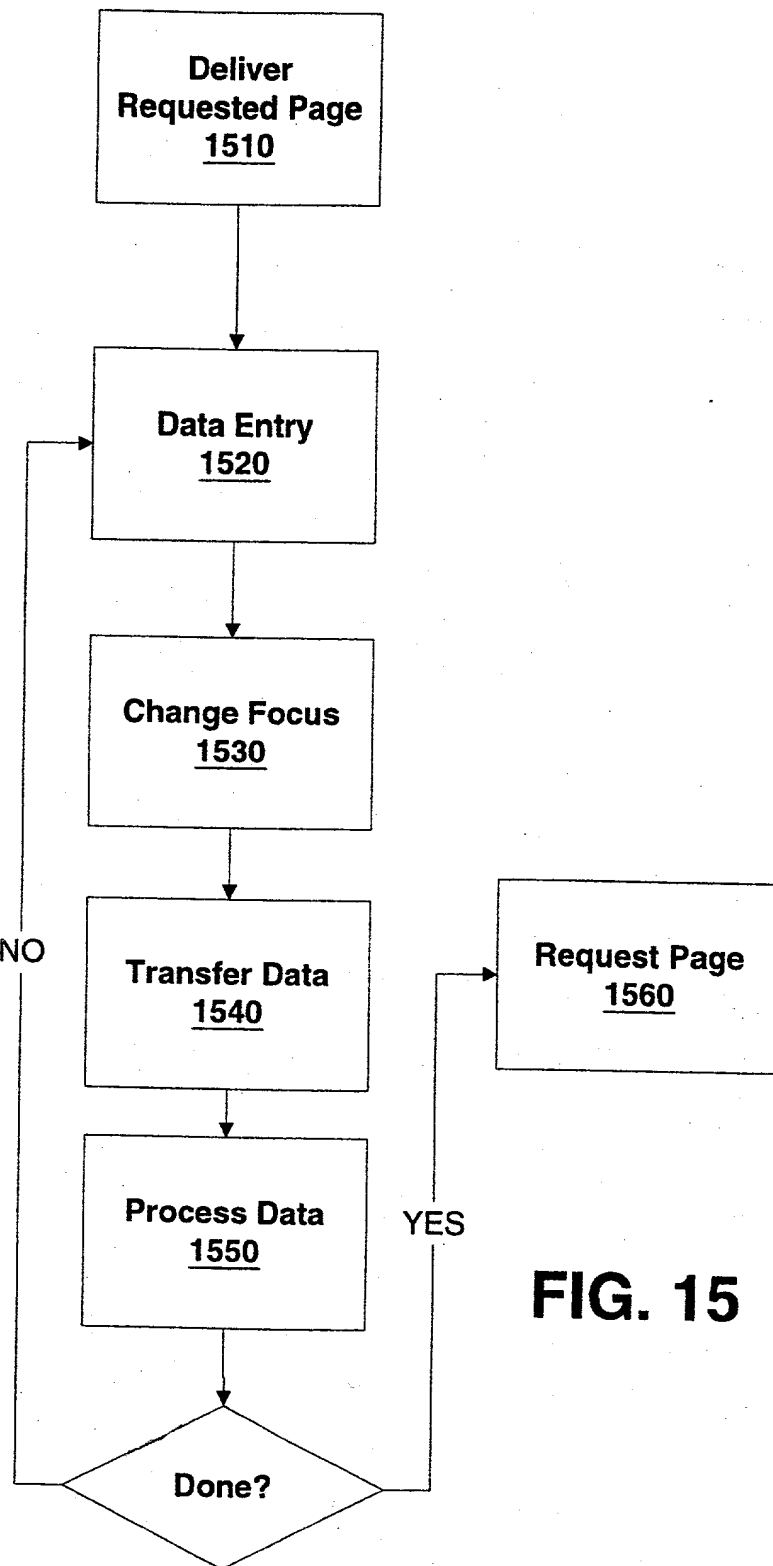 Deliver
Requested Page
1510
Data Entry
1520
Change Focus
1530
Transfer Data
1540
Request Page
1560
NO
Process Data
1550
YES
FIG. 15
Done?